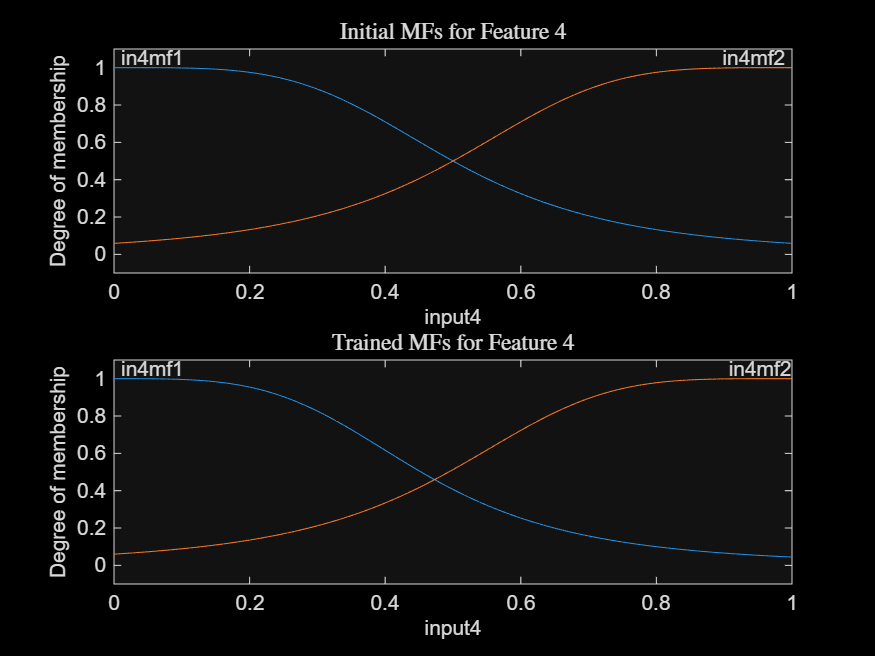 Initial MFs for Feature 4
in4mf1 in4mf2
Degree of membership
1
0.8
0.6
0.4
0.2
0
0 0.2 0.4 0.6 0.8 1
input4
Trained MFs for Feature 4
in4mf1 in4mf2
Degree of membership
1
0.8
0.6
0.4
0.2
0
0 0.2 0.4 0.6 0.8 1
input4